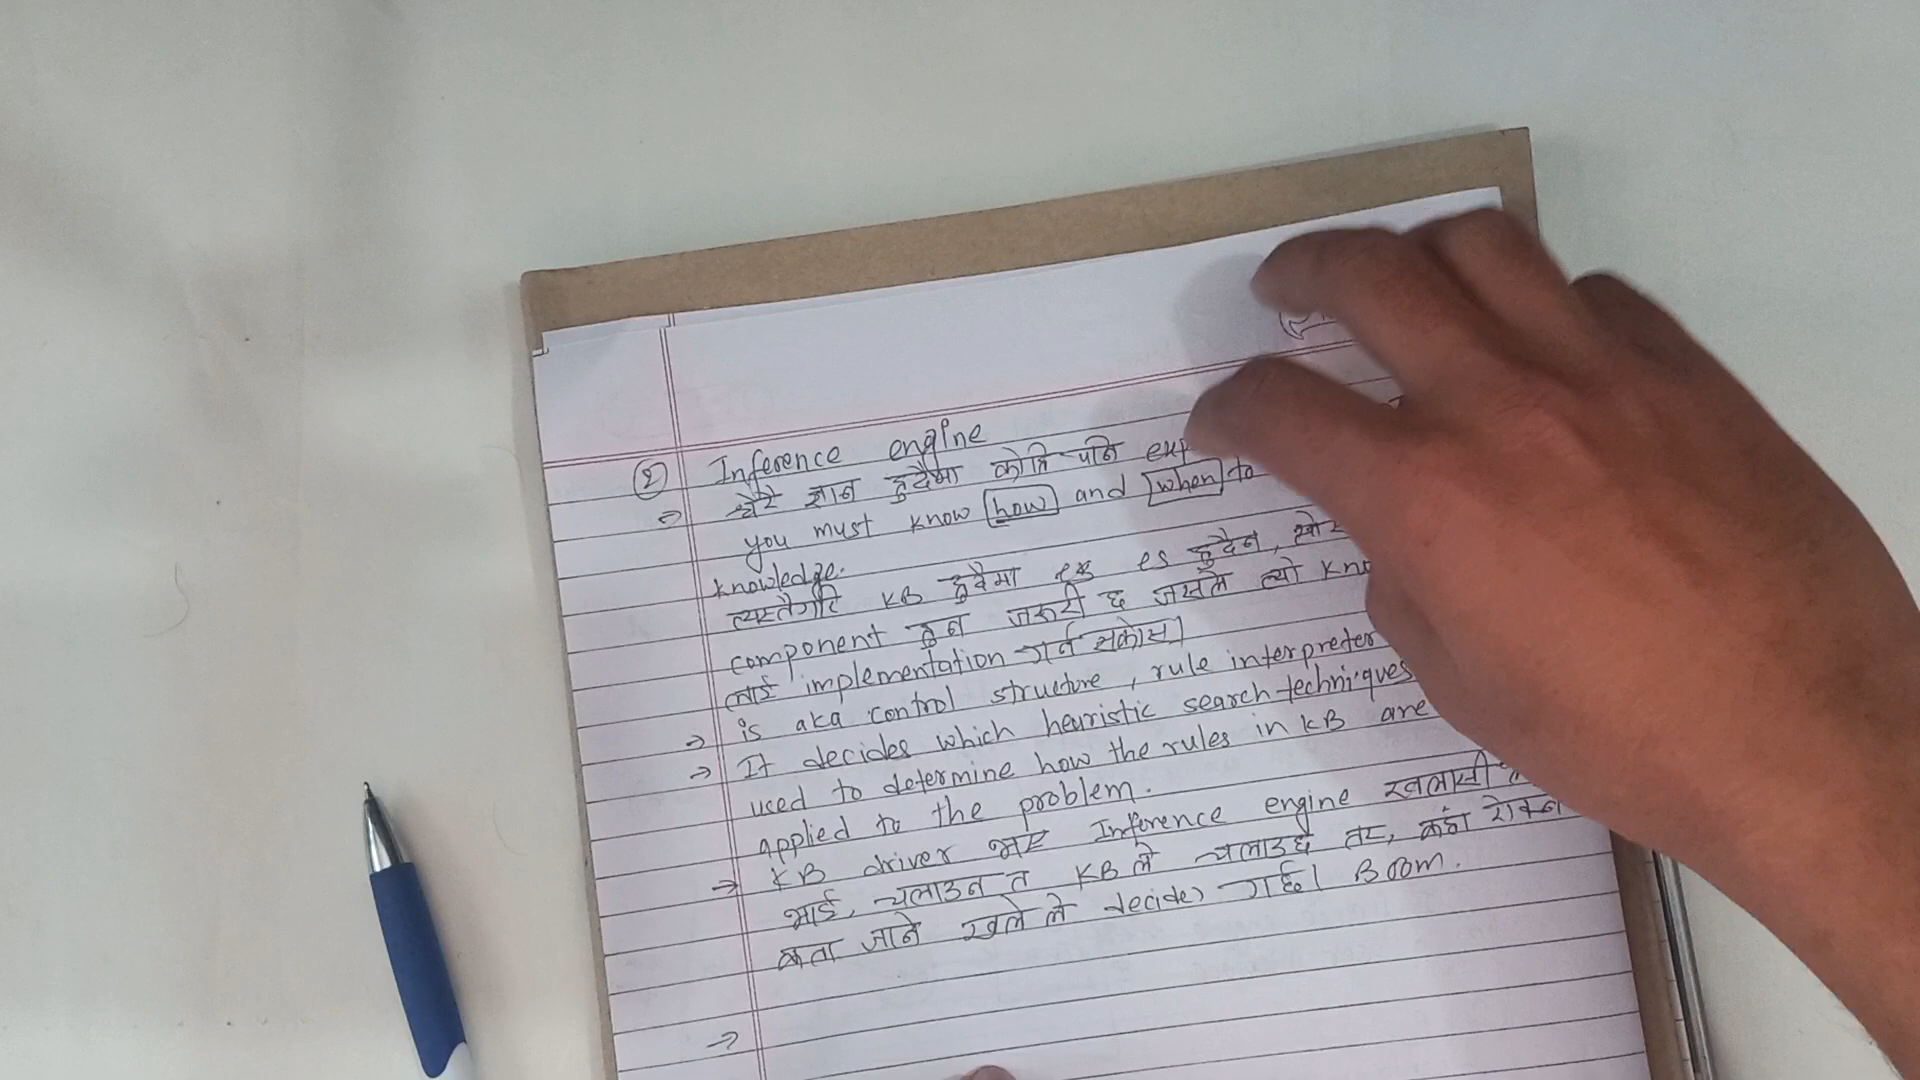 ② Inference engine
⇒ धेरै ज्ञान हुदैमा कोहि पनि exp
you must know how and when to
knowledge.
त्यस्तैगरि KB हुदैमा es हुदैन,
component हुन जरूरी छ जसले त्यो kno
लाई implementation गर्न सकोस।
⇒ is aka control structure, rule interpreter
⇒ It decides which heuristic search techniques
used to determine how the rules in KB are
applied to the problem.
⇒ KB driver भए Inference engine खलासी
भाई, चलाउन त KB ले चलाउछ तर, कहाँ रोक्न
कता जाने खले ले decide गर्छ। Boom.
⇒